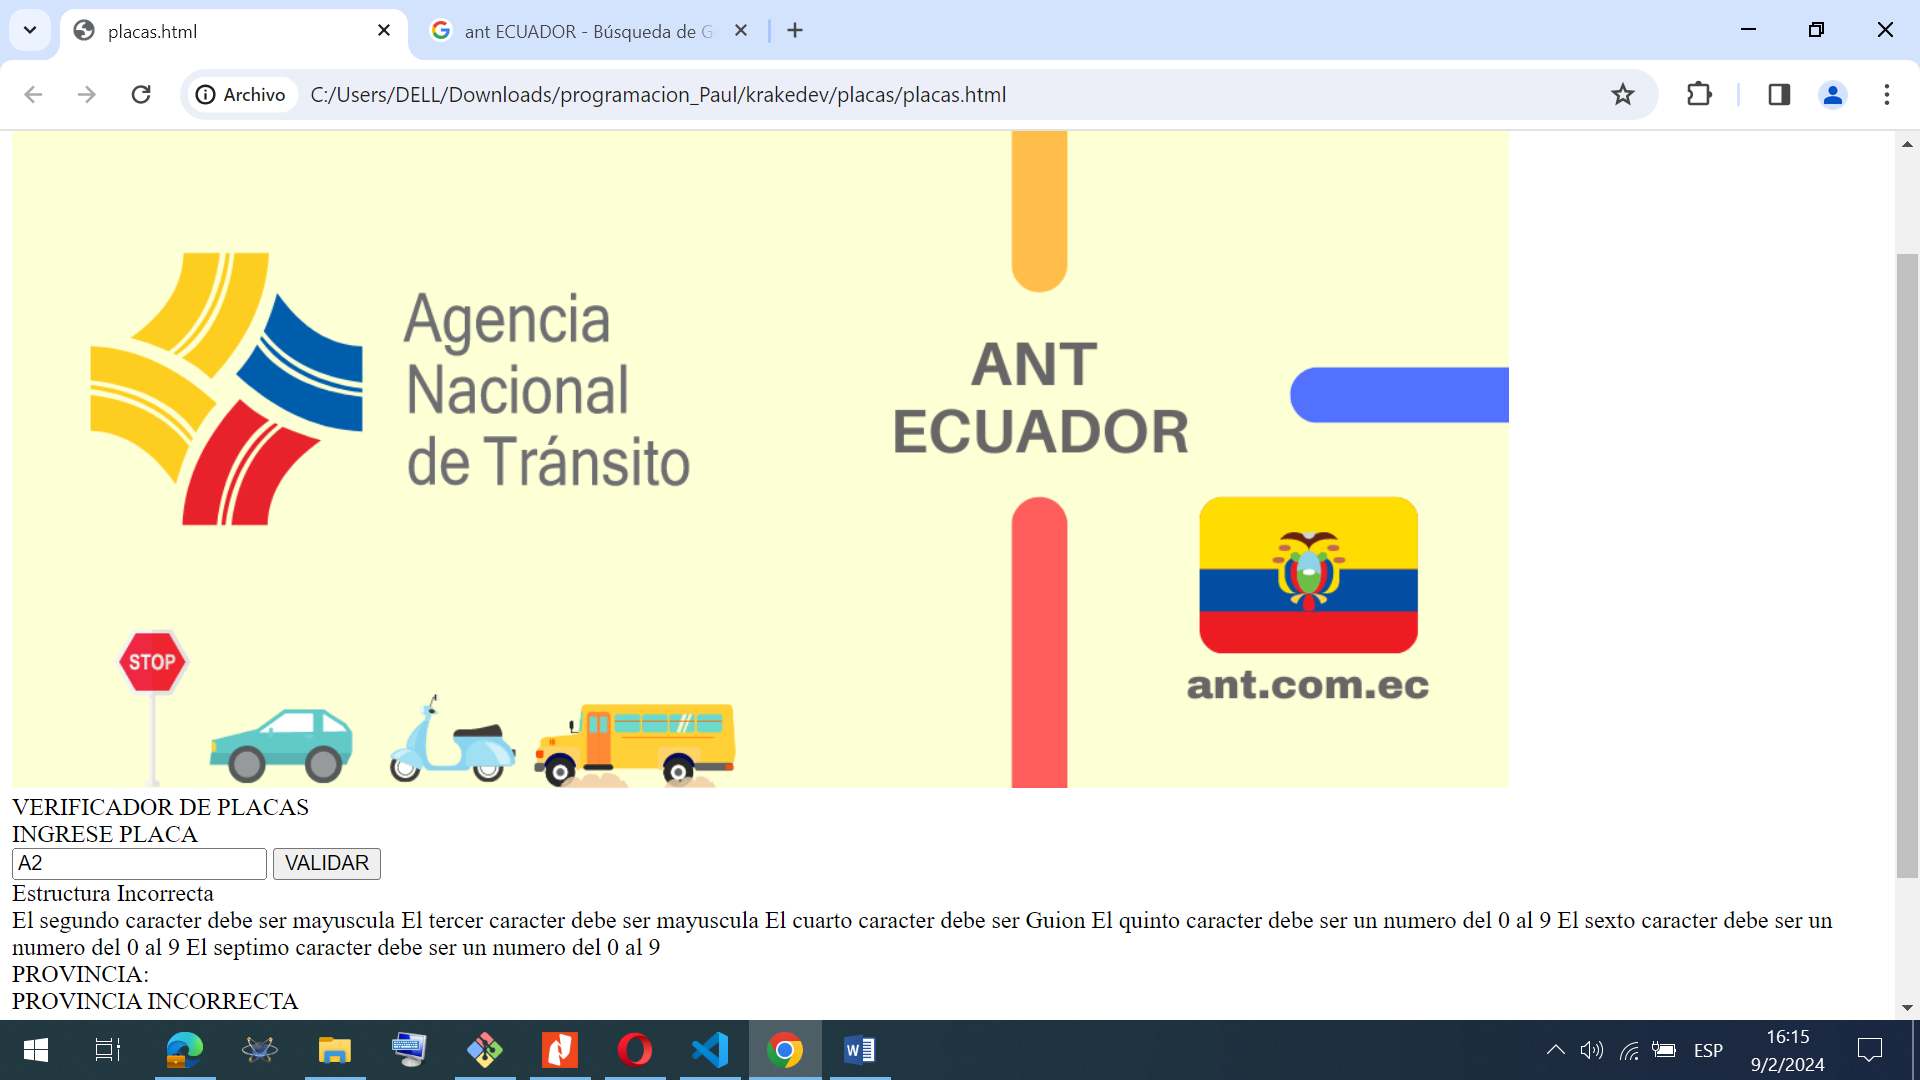 placas.html
ant ECUADOR - Búsqueda de G
Archivo
C:/Users/DELL/Downloads/programacion_Paul/krakedev/placas/placas.html
Agencia
Nacional
de Tránsito
ANT
ECUADOR
STOP
ant.com.ec
VERIFICADOR DE PLACAS
INGRESE PLACA
A2 VALIDAR
Estructura Incorrecta
El segundo caracter debe ser mayuscula El tercer caracter debe ser mayuscula El cuarto caracter debe ser Guion El quinto caracter debe ser un numero del 0 al 9 El sexto caracter debe ser un
numero del 0 al 9 El septimo caracter debe ser un numero del 0 al 9
PROVINCIA:
PROVINCIA INCORRECTA
ESP
16:15
9/2/2024